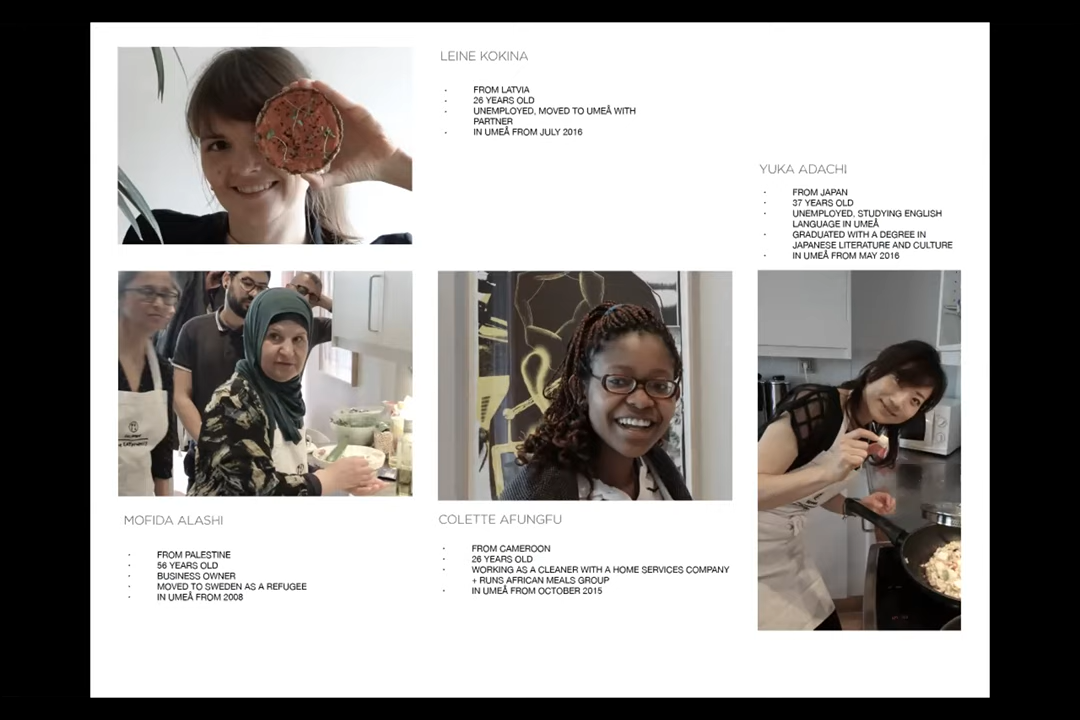 LEINE KOKINA
· FROM LATVIA
· 26 YEARS OLD
· UNEMPLOYED, MOVED TO UMEÅ WITH
PARTNER
· IN UMEÅ FROM JULY 2016
YUKA ADACHI
· FROM JAPAN
· 37 YEARS OLD
· UNEMPLOYED, STUDYING ENGLISH
LANGUAGE IN UMEÅ
· GRADUATED WITH A DEGREE IN
JAPANESE LITERATURE AND CULTURE
· IN UMEÅ FROM MAY 2016
MOFIDA ALASHI
· FROM PALESTINE
· 56 YEARS OLD
· BUSINESS OWNER
· MOVED TO SWEDEN AS A REFUGEE
· IN UMEÅ FROM 2008
COLETTE AFUNGFU
· FROM CAMEROON
· 26 YEARS OLD
· WORKING AS A CLEANER WITH A HOME SERVICES COMPANY
+ RUNS AFRICAN MEALS GROUP
· IN UMEÅ FROM OCTOBER 2015